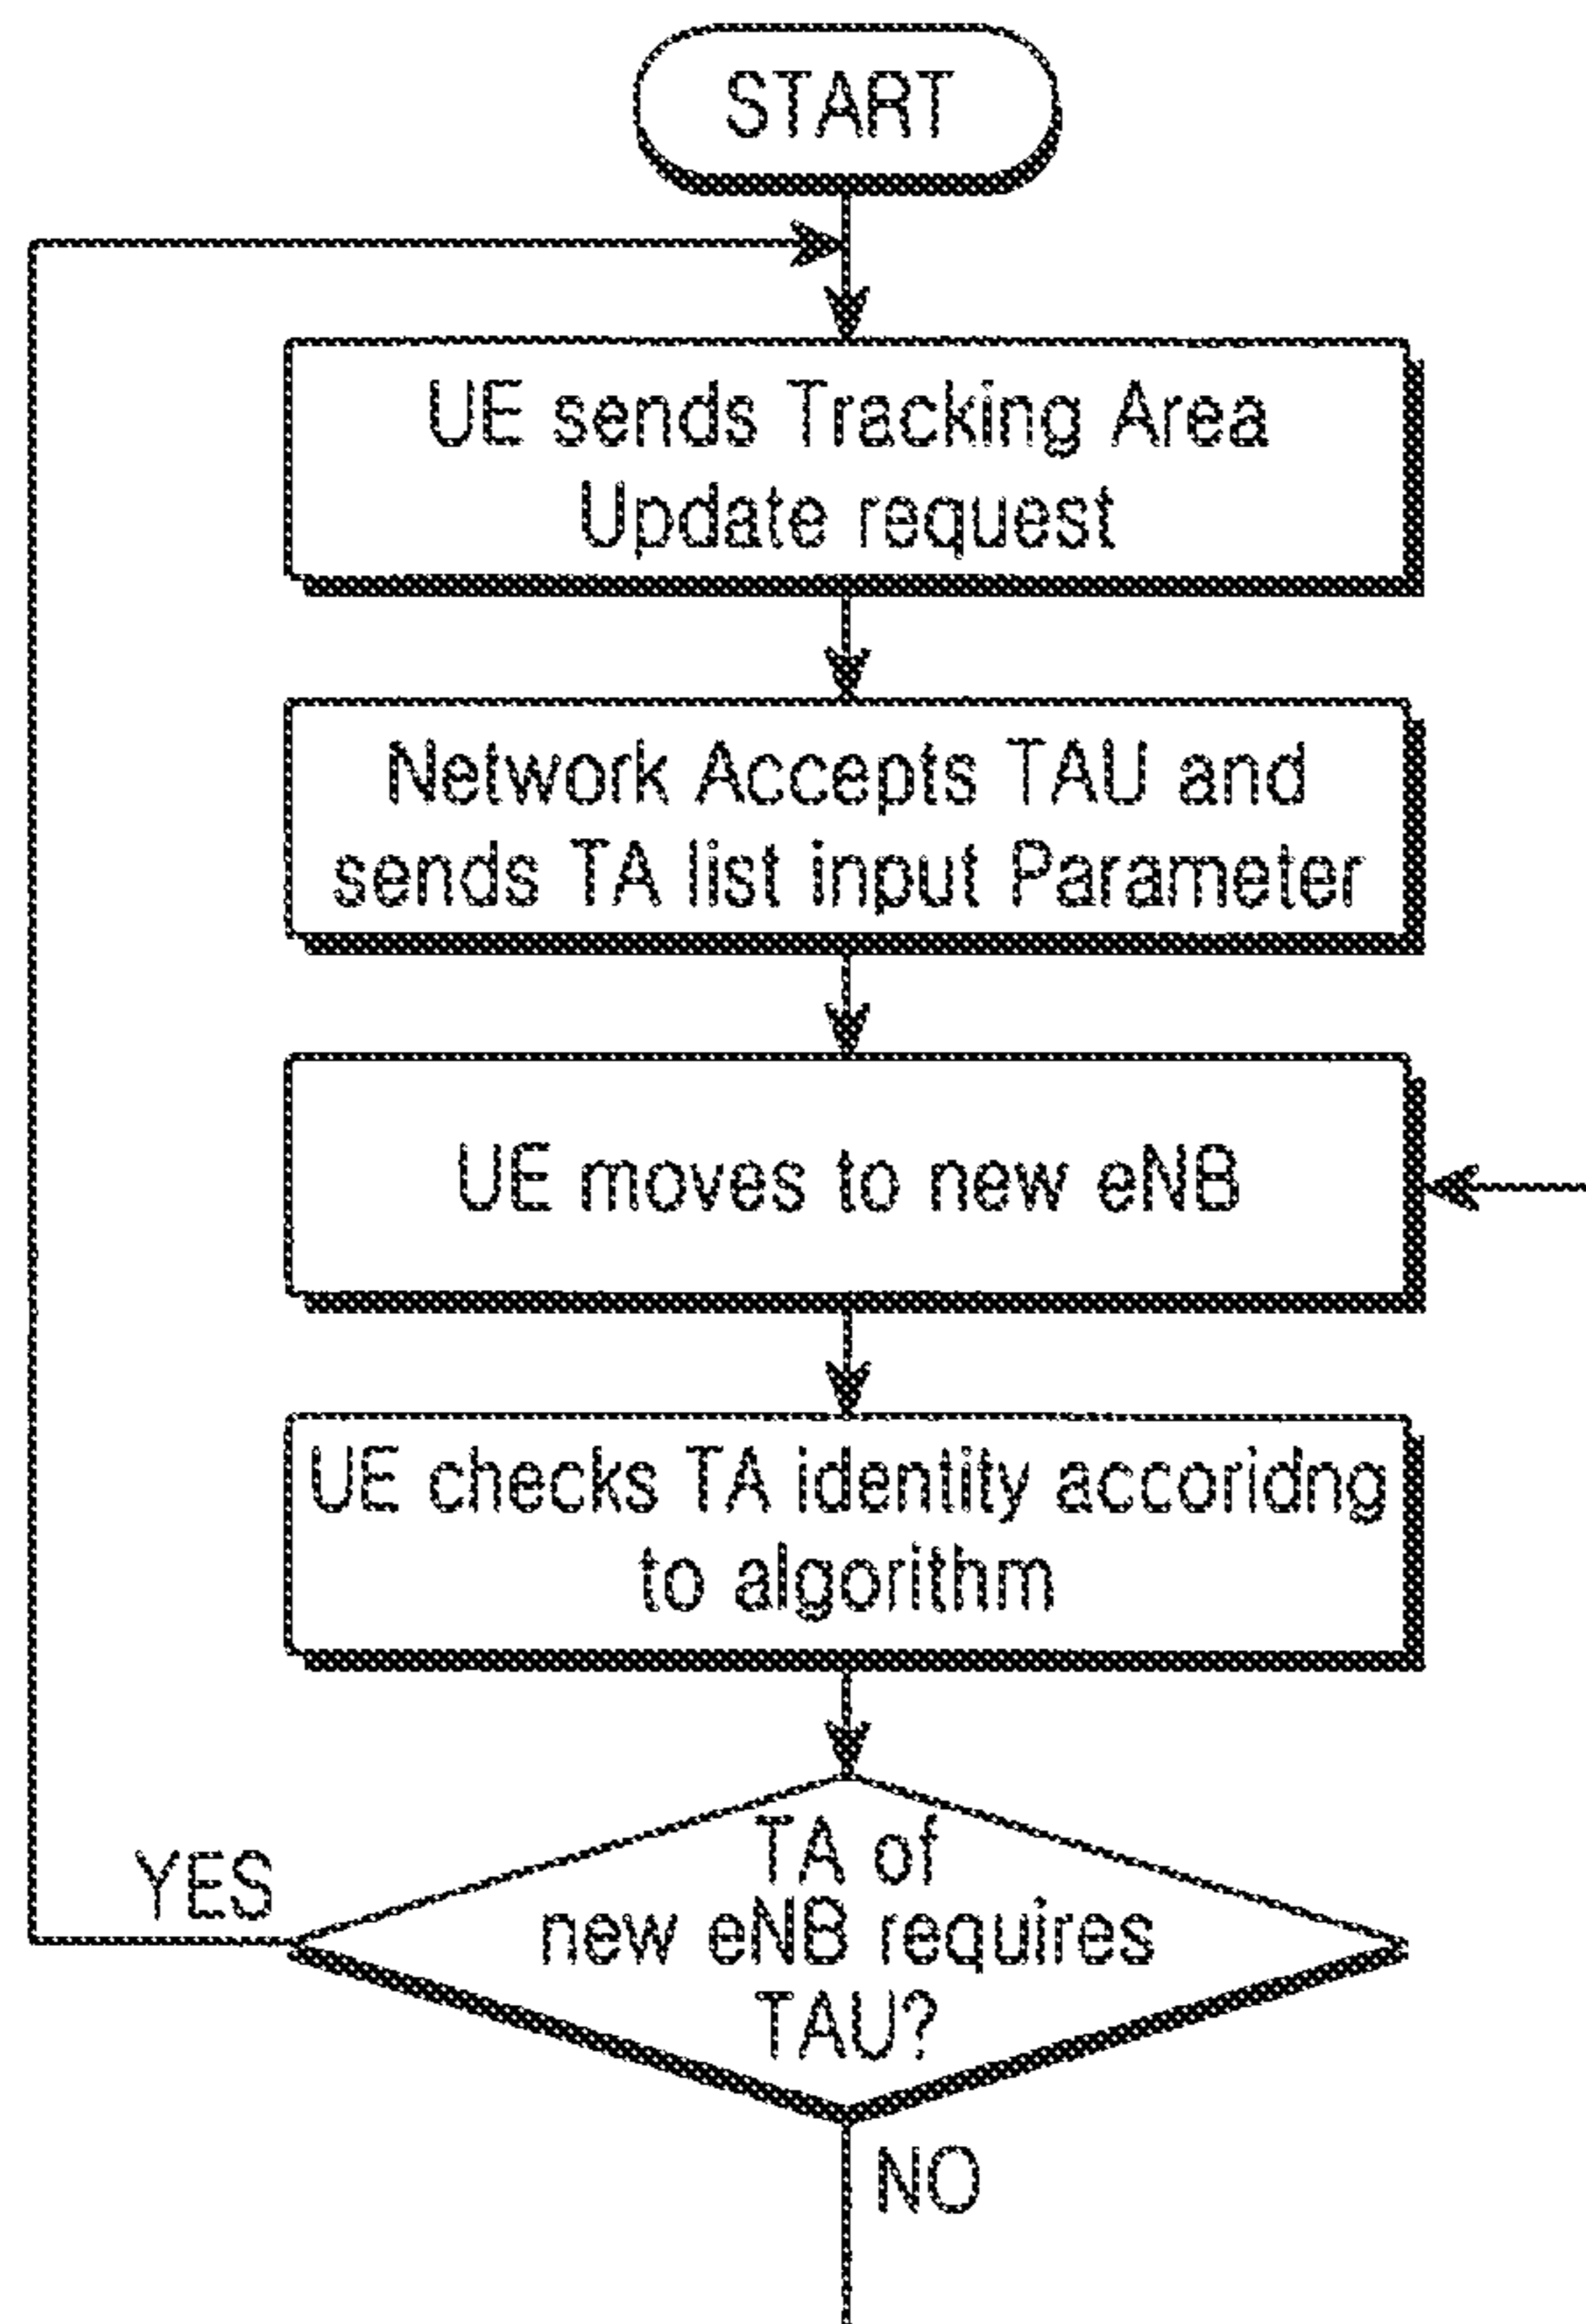 START
UE sends Tracking Area
Update request
Network Accepts TAU and
sends TA list input Parameter
UE moves to new eNB
UE checks TA identity accoridng
to algorithm
TA of
new eNB requires
TAU?
YES
NO